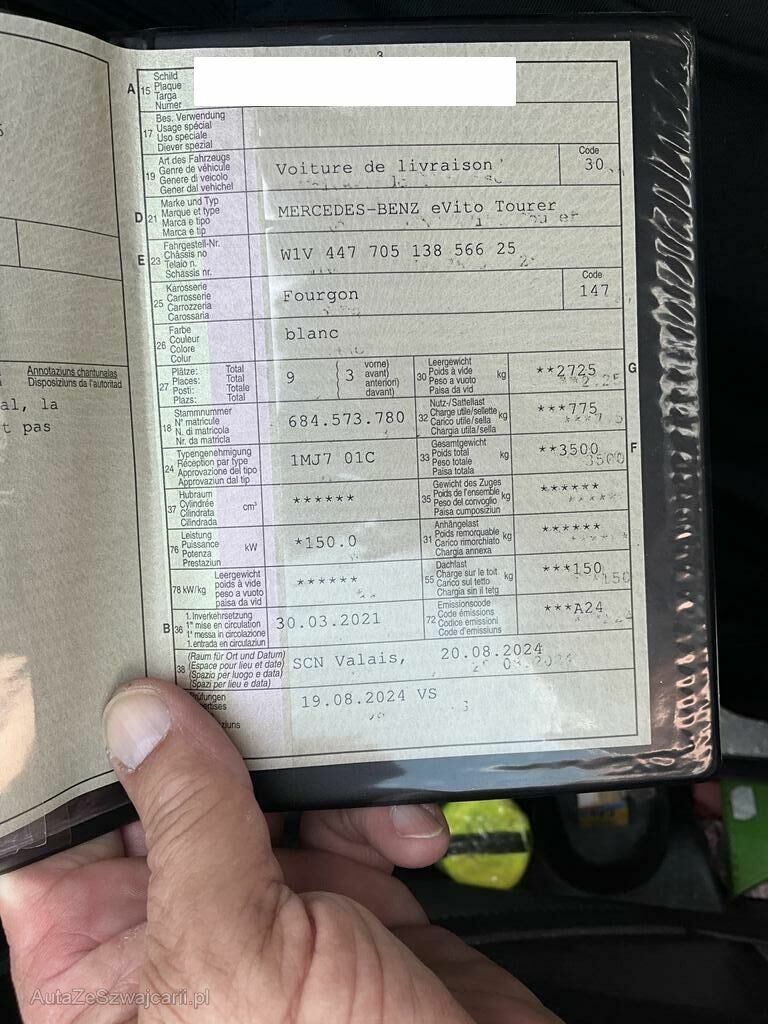 3
A 15 Schild
Plaque
Targa
Numer
17 Bes. Verwendung
Usage spécial
Uso speciale
Diever spezial
19 Art des Fahrzeugs
Genre de véhicule
Genere di veicolo
Gener dal vehichel
Voiture de livraison
Code
30
D 21 Marke und Typ
Marque et type
Marca e tipo
Marca e tip
MERCEDES-BENZ eVito Tourer
E 23 Fahrgestell-Nr.
Châssis no
Telaio n.
Schassis nr.
W1V 447 705 138 566 25
25 Karosserie
Carrosserie
Carrozzeria
Carossaria
Fourgon
Code
147
26 Farbe
Couleur
Colore
Colur
blanc
27 Plätze: Total
Places: Total
Posti: Totale
Plazs: Total
9
3
vorne)
avant)
anteriori)
davant)
30 Leergewicht
Poids à vide
Peso a vuoto
Paisa da vid
kg
**2725
G
18 Stammnummer
N° matricule
N. di matricola
Nr. da matricla
684.573.780
32 Nutz-/Sattellast
Charge utile/sellette
Carico utile/sella
Chargia utila/sella
kg
***775
24 Typengenehmigung
Réception par type
Approvazione del tipo
Approvaziun dal tip
1MJ7 01C
33 Gesamtgewicht
Poids total
Peso totale
Paisa totala
kg
**3500
F
37 Hubraum
Cylindrée
Cilindrata
Cilindrada
cm³
******
35 Gewicht des Zuges
Poids de l'ensemble
Peso del convoglio
Paisa cumposiziun
kg
******
76 Leistung
Puissance
Potenza
Prestaziun
kW
*150.0
31 Anhängelast
Poids remorquable
Carico rimorchiato
Chargia annexa
kg
******
78 kW/kg Leergewicht
poids à vide
peso a vuoto
paisa da vid
******
55 Dachlast
Charge sur le toit
Carico sul tetto
Chargia sin il tetg
kg
***150
B 36 1. Inverkehrsetzung
1re mise en circulation
1a messa in circolazione
1. entrada en circulaziun
30.03.2021
72 Emissionscode
Code émissions
Codice emissioni
Code d'emissiuns
***A24
38 (Raum für Ort und Datum)
(Espace pour lieu et date)
(Spazio per luogo e data)
(Spazi per lieu e data)
SCN Valais, 20.08.2024
19.08.2024 VS
Annotaziuns chantunalas
Disposiziuns da l'autoritad
al, la
t pas
AutaZeSzwajcarii.pl